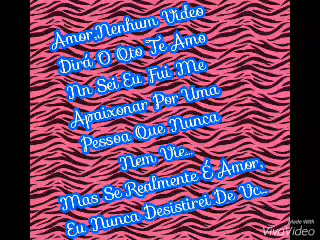 Amor,Nenhum Video
Dirá O Qto Te Amo
Nn Sei Eu Fui Me
Apaixonar Por Uma
Pessoa Que Nunca
Nem Vie...
Mas Se Realmente É Amor,
Eu Nunca Desistirei De Vc...
Made With
VivaVideo